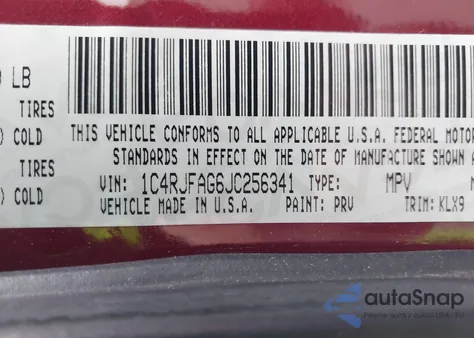 LB
TIRES
COLD
TIRES
COLD
THIS VEHICLE CONFORMS TO ALL APPLICABLE U.S.A. FEDERAL MOTOR
STANDARDS IN EFFECT ON THE DATE OF MANUFACTURE SHOWN A
VIN: 1C4RJFAG6JC256341 TYPE: MPV
VEHICLE MADE IN U.S.A. PAINT: PRV TRIM: KLX9
autoSnap